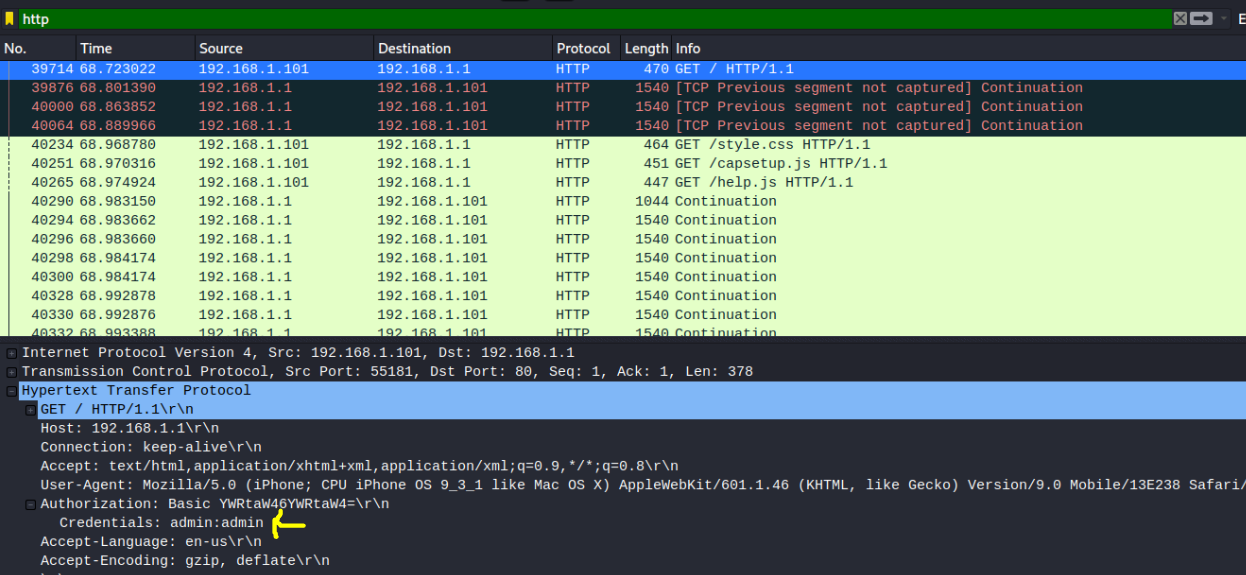 http E
No. Time Source Destination Protocol Length Info
39714 68.723022 192.168.1.101 192.168.1.1 HTTP 470 GET / HTTP/1.1
39876 68.801390 192.168.1.1 192.168.1.101 HTTP 1540 [TCP Previous segment not captured] Continuation
40000 68.863852 192.168.1.1 192.168.1.101 HTTP 1540 [TCP Previous segment not captured] Continuation
40064 68.889966 192.168.1.1 192.168.1.101 HTTP 1540 [TCP Previous segment not captured] Continuation
40234 68.968780 192.168.1.101 192.168.1.1 HTTP 464 GET /style.css HTTP/1.1
40251 68.970316 192.168.1.101 192.168.1.1 HTTP 451 GET /capsetup.js HTTP/1.1
40265 68.974924 192.168.1.101 192.168.1.1 HTTP 447 GET /help.js HTTP/1.1
40290 68.983150 192.168.1.1 192.168.1.101 HTTP 1044 Continuation
40294 68.983662 192.168.1.1 192.168.1.101 HTTP 1540 Continuation
40296 68.983660 192.168.1.1 192.168.1.101 HTTP 1540 Continuation
40298 68.984174 192.168.1.1 192.168.1.101 HTTP 1540 Continuation
40300 68.984174 192.168.1.1 192.168.1.101 HTTP 1540 Continuation
40328 68.992878 192.168.1.1 192.168.1.101 HTTP 1540 Continuation
40330 68.992876 192.168.1.1 192.168.1.101 HTTP 1540 Continuation
40332 68.993388 192.168.1.1 192.168.1.101 HTTP 1540 Continuation
Internet Protocol Version 4, Src: 192.168.1.101, Dst: 192.168.1.1
Transmission Control Protocol, Src Port: 55181, Dst Port: 80, Seq: 1, Ack: 1, Len: 378
Hypertext Transfer Protocol
GET / HTTP/1.1\r\n
Host: 192.168.1.1\r\n
Connection: keep-alive\r\n
Accept: text/html,application/xhtml+xml,application/xml;q=0.9,*/*;q=0.8\r\n
User-Agent: Mozilla/5.0 (iPhone; CPU iPhone OS 9_3_1 like Mac OS X) AppleWebKit/601.1.46 (KHTML, like Gecko) Version/9.0 Mobile/13E238 Safari/
Authorization: Basic YWRtaW46YWRtaW4=\r\n
Credentials: admin:admin
Accept-Language: en-us\r\n
Accept-Encoding: gzip, deflate\r\n